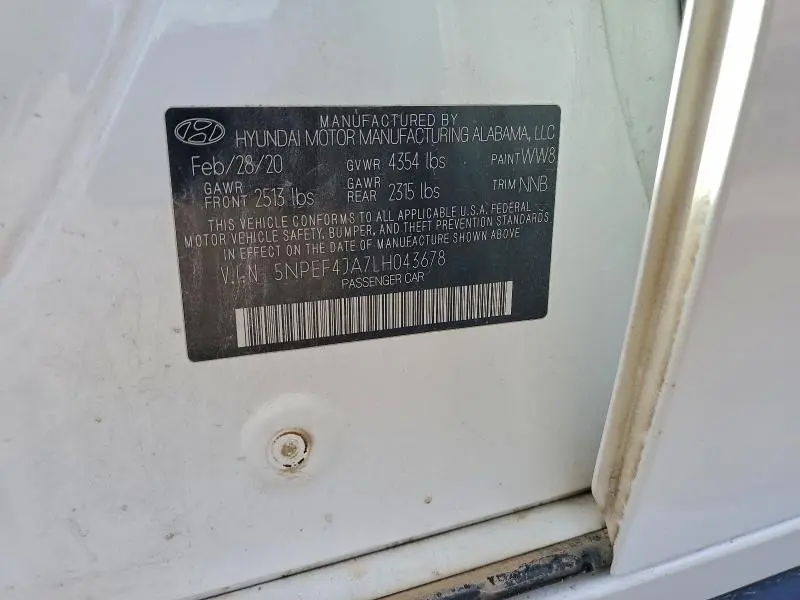 MANUFACTURED BY
HYUNDAI MOTOR MANUFACTURING ALABAMA, LLC
Feb/28/20 GVWR 4354 lbs PAINT WW8
GAWR FRONT 2513 lbs GAWR REAR 2315 lbs TRIM NNB
THIS VEHICLE CONFORMS TO ALL APPLICABLE U.S.A. FEDERAL
MOTOR VEHICLE SAFETY, BUMPER, AND THEFT PREVENTION STANDARDS
IN EFFECT ON THE DATE OF MANUFACTURE SHOWN ABOVE
V.I.N 5NPEF4JA7LH043678
PASSENGER CAR